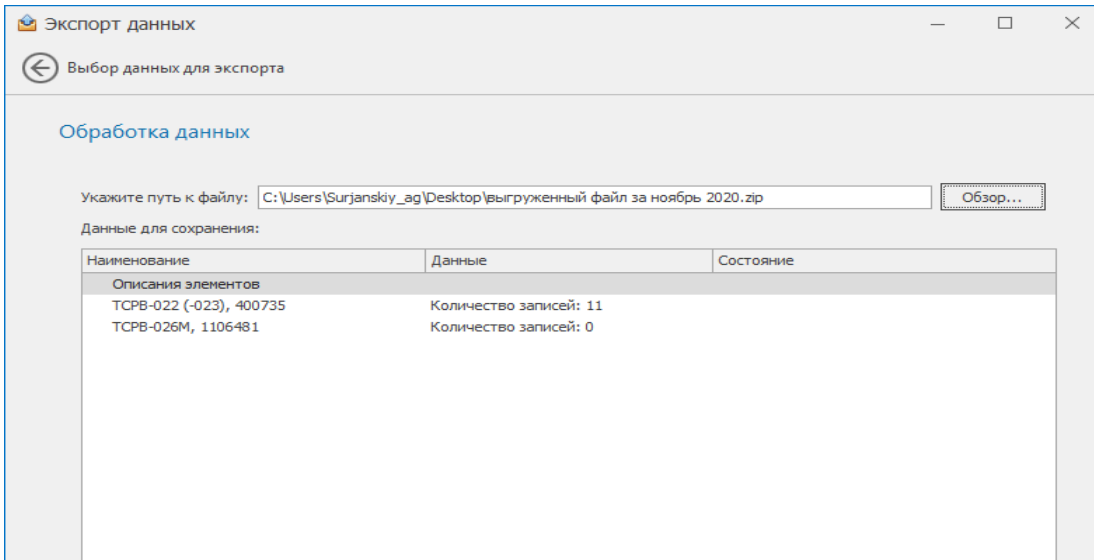 Экспорт данных
Выбор данных для экспорта
Обработка данных
Укажите путь к файлу: C:\Users\Surjanskiy_ag\Desktop\выгруженный файл за ноябрь 2020.zip Обзор...
Данные для сохранения:
Наименование Данные Состояние
Описания элементов
ТСРВ-022 (-023), 400735 Количество записей: 11
ТСРВ-026М, 1106481 Количество записей: 0